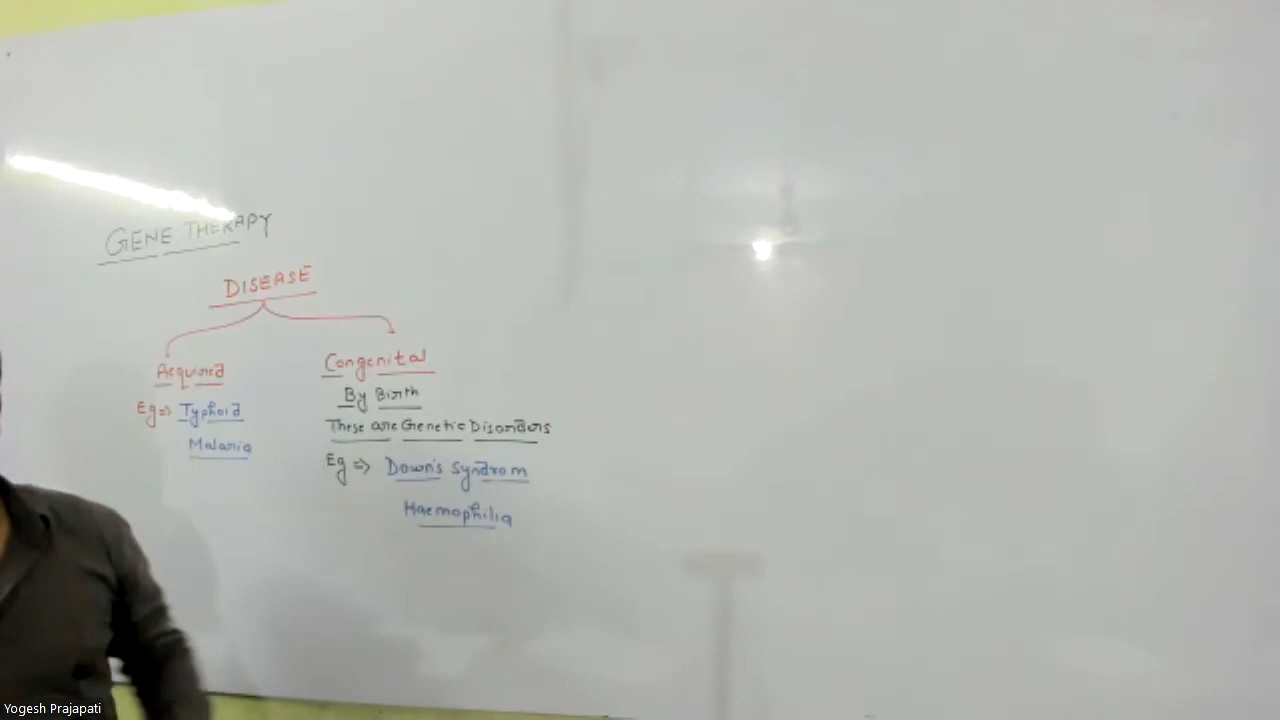 GENE THERAPY
DISEASE
Acquired
Eg => Typhoid
Malaria
Congenital
By Birth
These are Genetic Disorders
Eg => Down's Syndrom
Haemophilia
Yogesh Prajapati